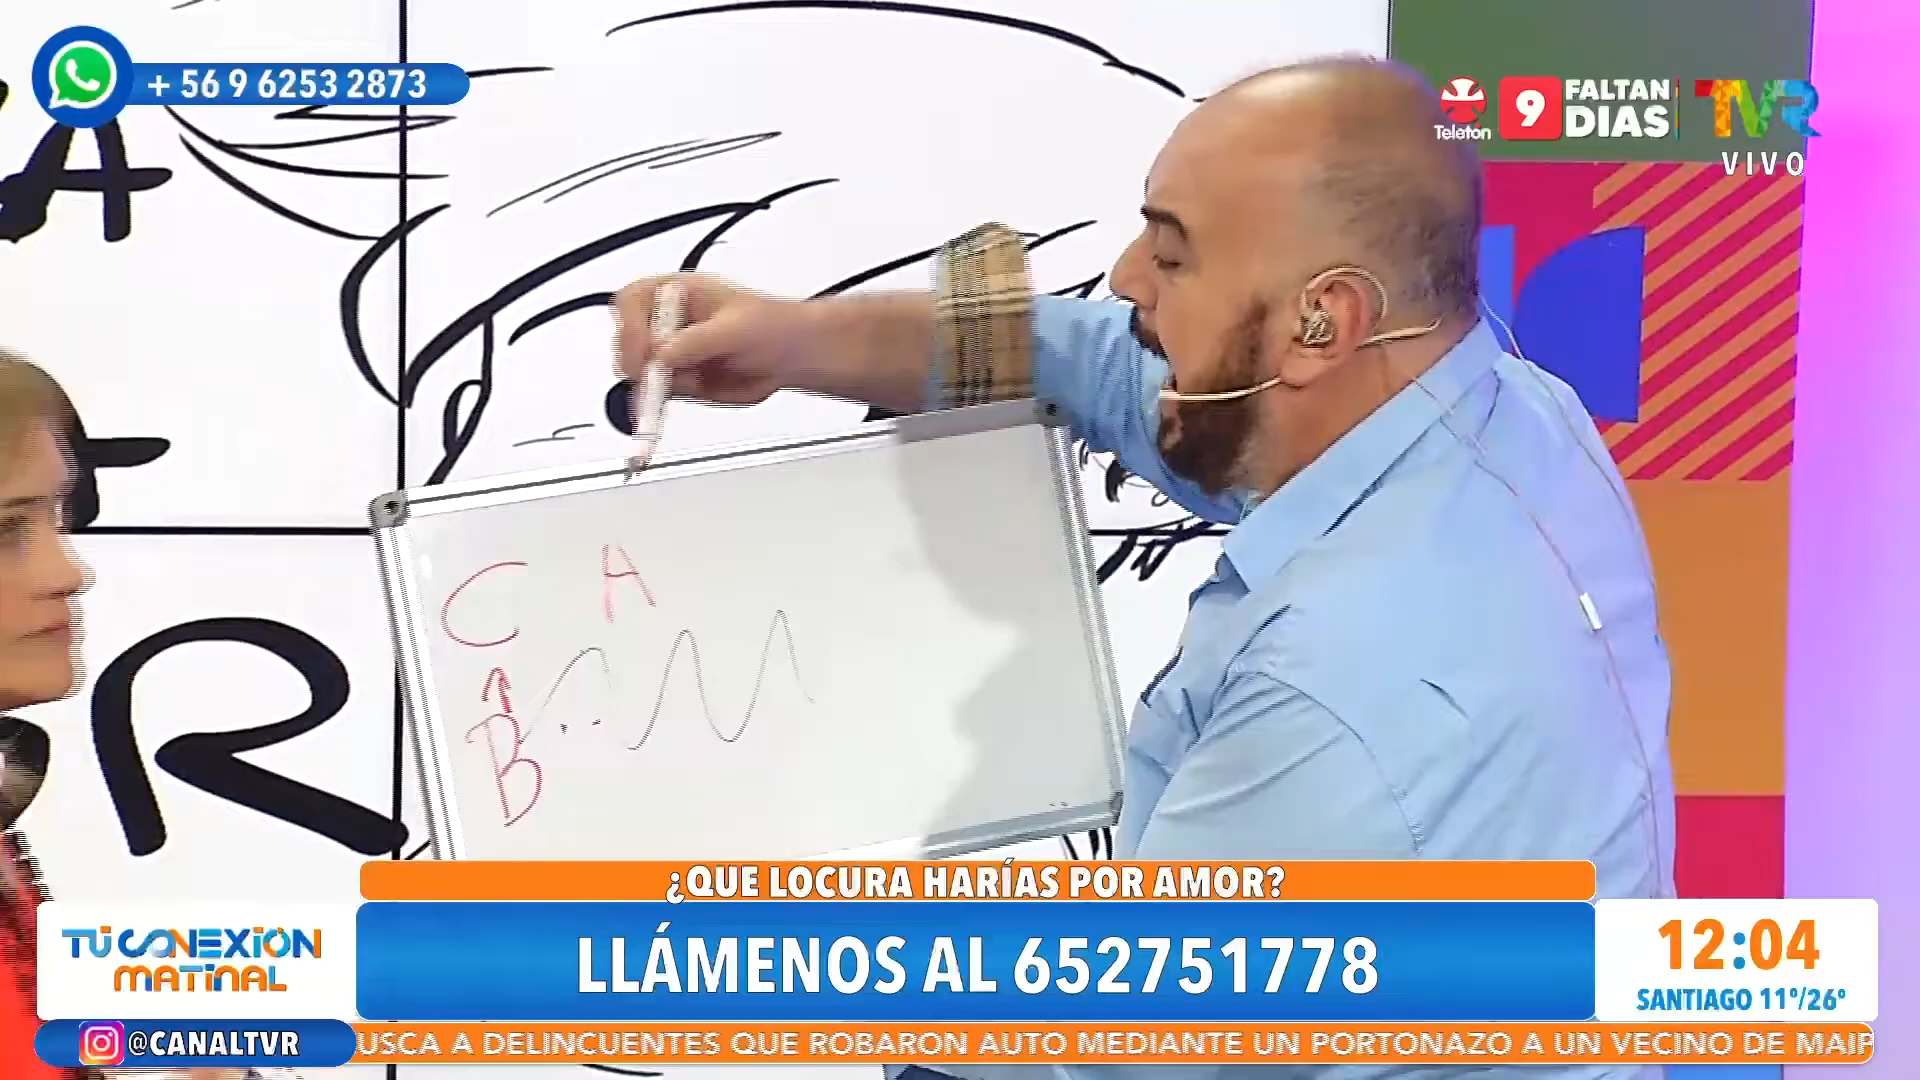 + 56 9 6253 2873
Teletón
9
FALTAN
DIAS
TVR
VIVO
A
R
C A
B
¿QUE LOCURA HARÍAS POR AMOR?
LLÁMENOS AL 652751778
TÚ CONEXIÓN
MATINAL
12:04
SANTIAGO 11°/26°
@CANALTVR
USCA A DELINCUENTES QUE ROBARON AUTO MEDIANTE UN PORTONAZO A UN VECINO DE MAIP